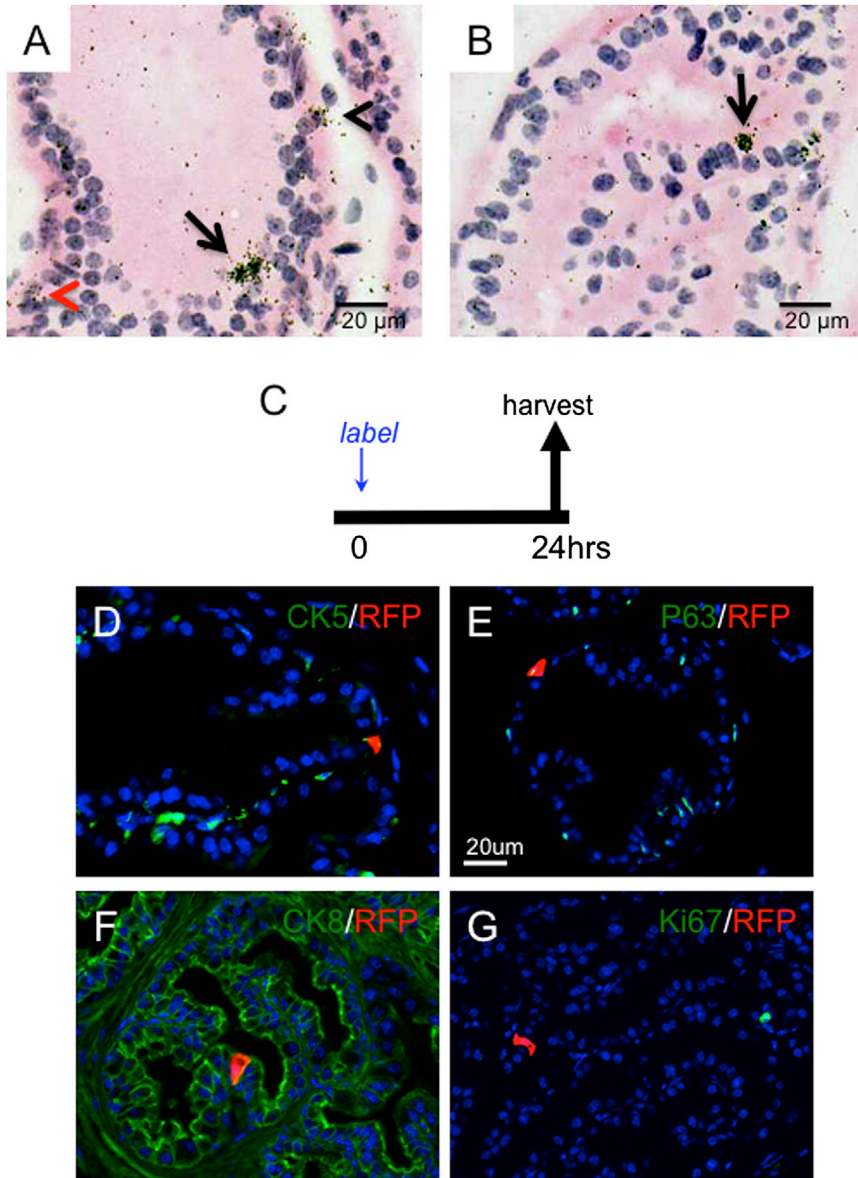 A
B
20 µm
20 µm
C
label
harvest
0
24hrs
D
CK5/RFP
E
P63/RFP
20um
F
CK8/RFP
G
Ki67/RFP